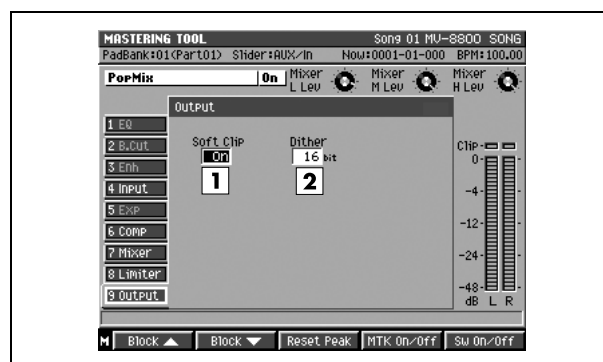 MASTERING TOOL Song 01 MV-8800 SONG
PadBank:01(Part01) Slider:AUX/In Now:0001-01-000 BPM:100.00
PopMix On Mixer L Lev Mixer M Lev Mixer H Lev
Output
1 EQ
2 B.Cut
3 Enh
4 Input
5 Exp
6 Comp
7 Mixer
8 Limiter
9 Output
Soft Clip Dither
On 16 bit
1 2
Clip
0
-4
-12
-24
-48
dB L R
M Block ▲ Block ▼ Reset Peak MTK On/Off Sw On/Off